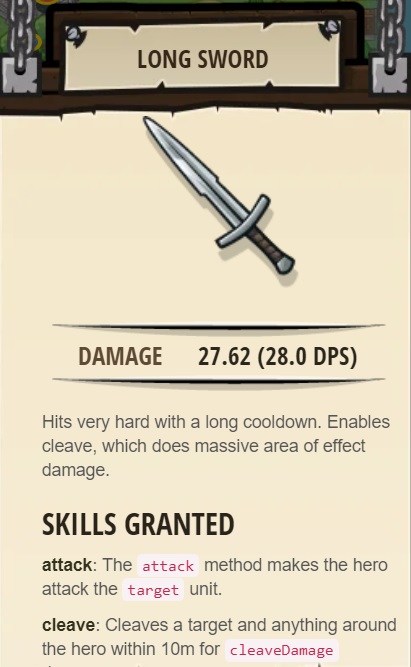 LONG SWORD
DAMAGE 27.62 (28.0 DPS)
Hits very hard with a long cooldown. Enables
cleave, which does massive area of effect
damage.
SKILLS GRANTED
attack: The attack method makes the hero
attack the target unit.
cleave: Cleaves a target and anything around
the hero within 10m for cleaveDamage